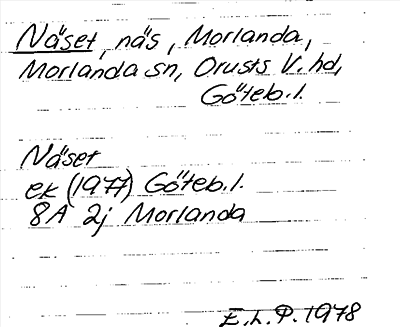 Näset, näs, Morlanda,
Morlanda sn, Orusts V. hd,
Göteb. l.
Näset
ek (1977) Göteb. l.
8A 2j Morlanda
E. L. P. 1978